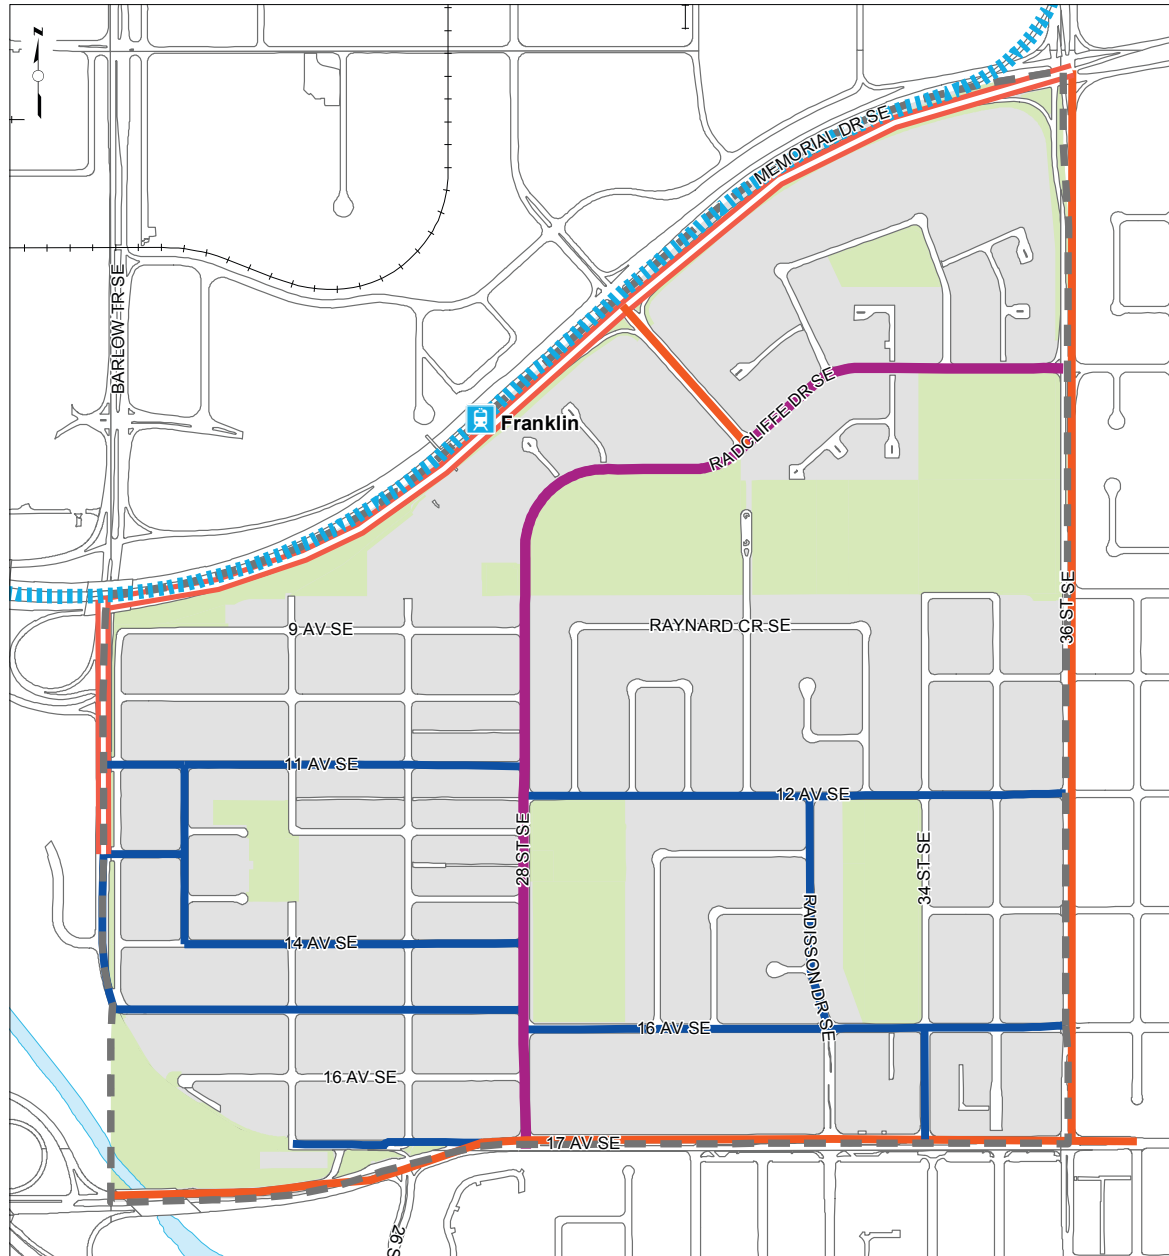 z
MEMORIAL DR SE
BARLOW TR SE
RADCLIFFE DR SE
Franklin
36 ST SE
9 AV SE
RAYNARD CR SE
11 AV SE
12 AV SE
28 ST SE
34 ST SE
14 AV SE
RADISSON DR SE
16 AV SE
16 AV SE
17 AV SE
26 S